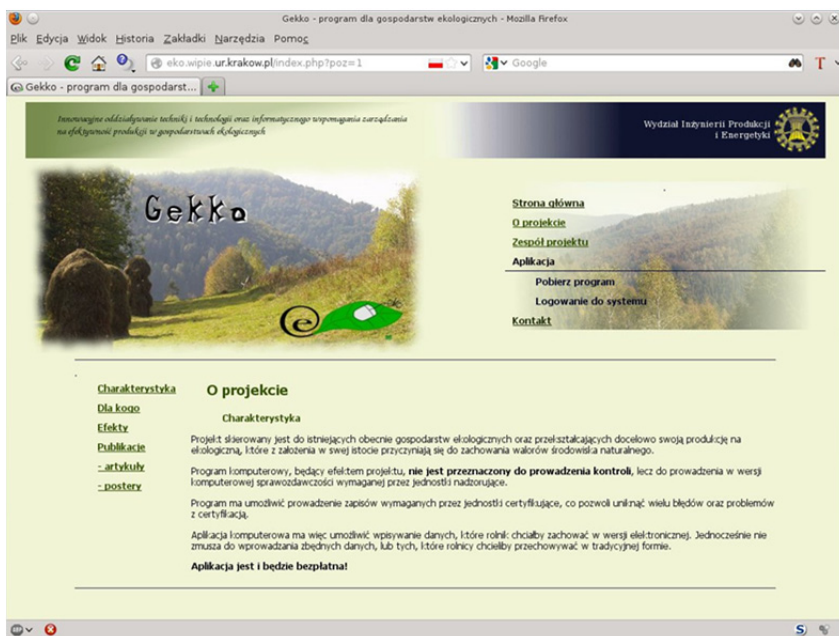 Gekko - program dla gospodarstw ekologicznych - Mozilla Firefox
Plik Edycja Widok Historia Zakładki Narzędzia Pomoc
eko.wipie.ur.krakow.pl/index.php?poz=1
Google
Gekko - program dla gospodarst...
Innowacyjne oddziaływanie techniki i technologii oraz informatycznego wspomagania zarządzania
na efektywność produkcji w gospodarstwach ekologicznych
Wydział Inżynierii Produkcji
i Energetyki
Gekko
Strona główna
O projekcie
Zespół projektu
Aplikacja
Pobierz program
Logowanie do systemu
Kontakt
Charakterystyka
Dla kogo
Efekty
Publikacje
- artykuły
- postery
O projekcie
Charakterystyka
Projekt skierowany jest do istniejących obecnie gospodarstw ekologicznych oraz przekształcających docelowo swoją produkcję na
ekologiczną, które z założenia w swej istocie przyczyniają się do zachowania walorów środowiska naturalnego.
Program komputerowy, będący efektem projektu, nie jest przeznaczony do prowadzenia kontroli, lecz do prowadzenia w wersji
komputerowej sprawozdawczości wymaganej przez jednostki nadzorujące.
Program ma umożliwić prowadzenie zapisów wymaganych przez jednostki certyfikujące, co pozwoli uniknąć wielu błędów oraz problemów
z certyfikacją.
Aplikacja komputerowa ma więc umożliwić wpisywanie danych, które rolnik chciałby zachować w wersji elektronicznej. Jednocześnie nie
zmusza do wprowadzania zbędnych danych, lub tych, które rolnicy chcieliby przechowywać w tradycyjnej formie.
Aplikacja jest i będzie bezpłatna!